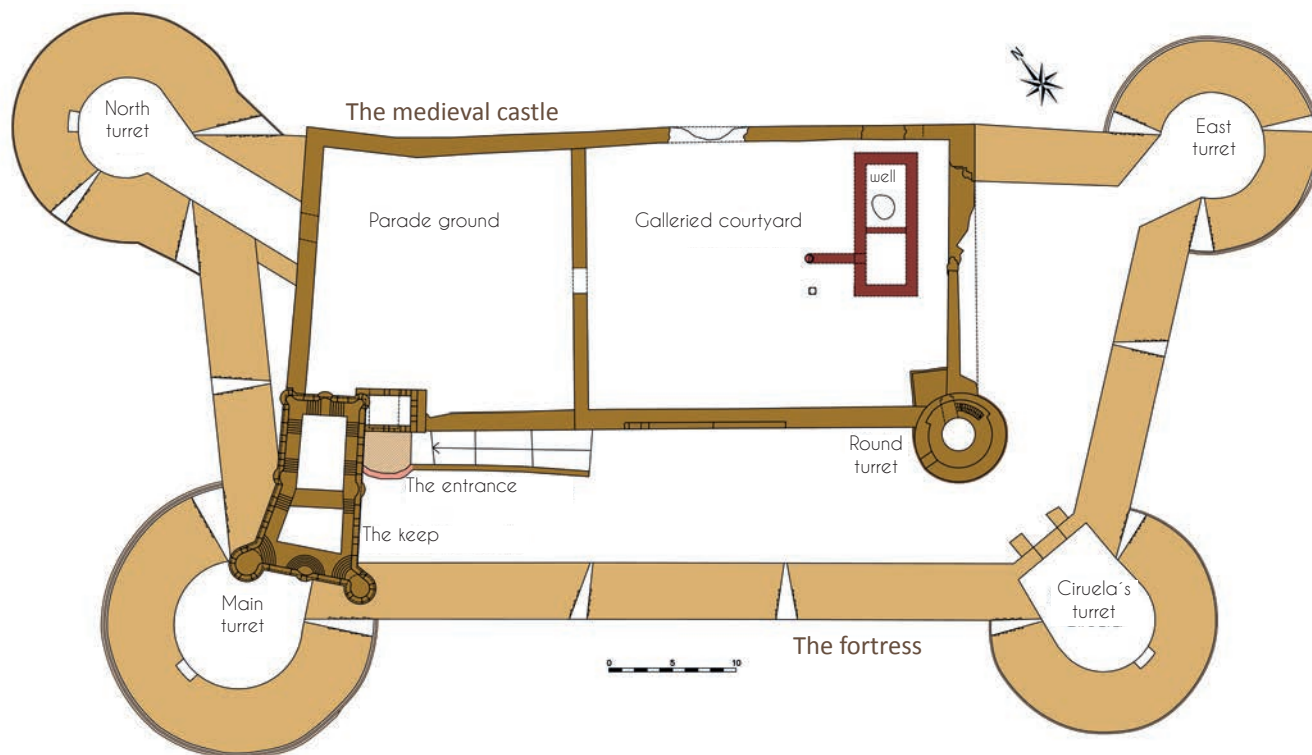 N
The medieval castle
North
turret
East
turret
well
Parade ground
Galleried courtyard
Round
turret
The entrance
The keep
Main
turret
Ciruela´s
turret
The fortress
0 5 10